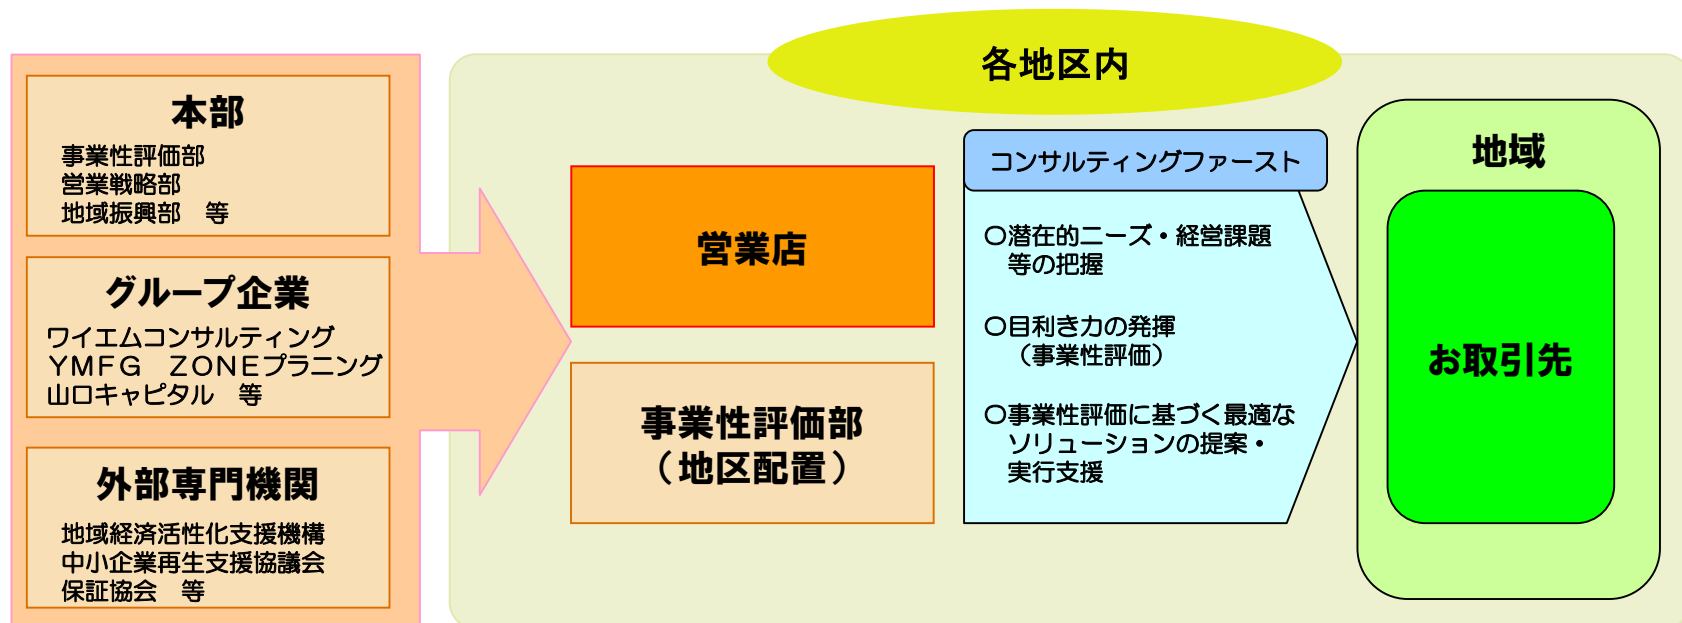 本部
事業性評価部
営業戦略部
地域振興部　等
グループ企業
ワイエムコンサルティング
ＹＭＦＧ　ＺＯＮＥプラニング
山口キャピタル　等
外部専門機関
地域経済活性化支援機構
中小企業再生支援協議会
保証協会　等
各地区内
営業店
事業性評価部
（地区配置）
コンサルティングファースト
〇潜在的ニーズ・経営課題
等の把握
〇目利き力の発揮
（事業性評価）
〇事業性評価に基づく最適な
ソリューションの提案・
実行支援
地域
お取引先